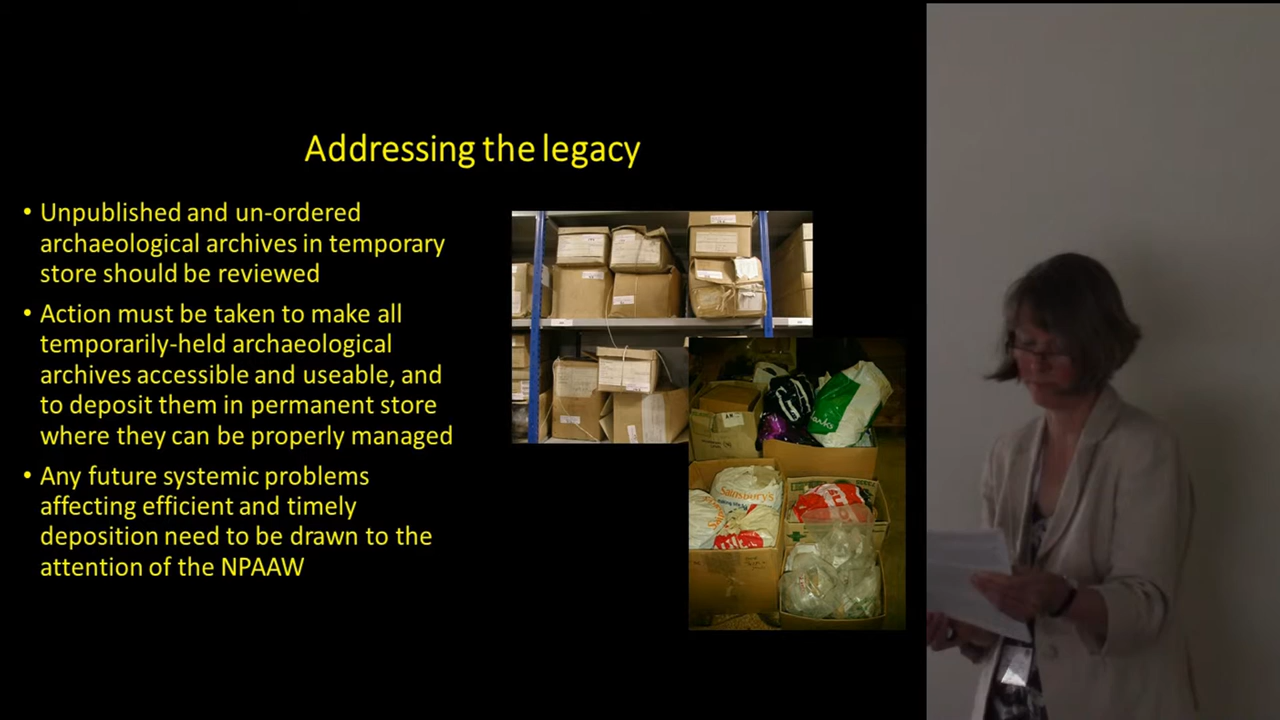 Addressing the legacy
• Unpublished and un-ordered
archaeological archives in temporary
store should be reviewed
• Action must be taken to make all
temporarily-held archaeological
archives accessible and useable, and
to deposit them in permanent store
where they can be properly managed
• Any future systemic problems
affecting efficient and timely
deposition need to be drawn to the
attention of the NPAAW
Sainsbury's